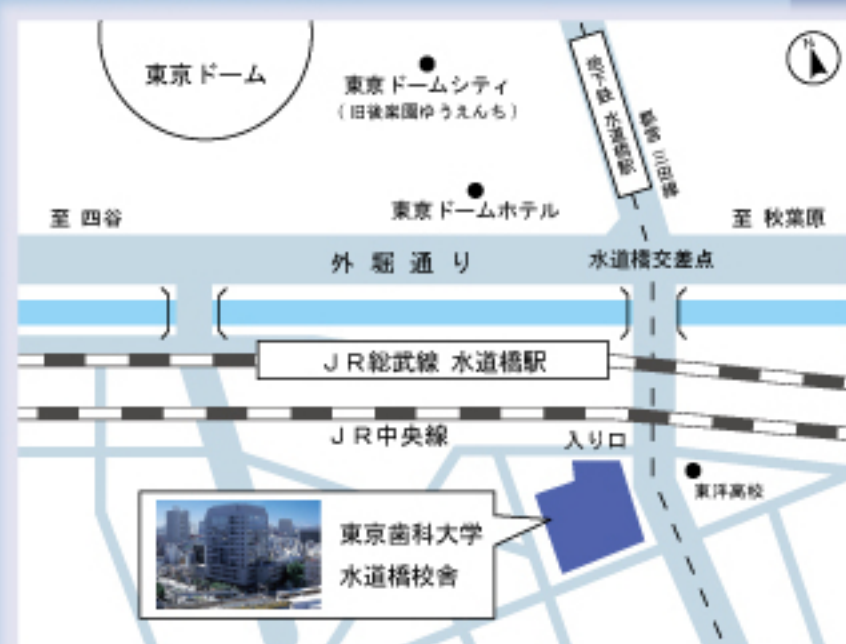 東京ドーム
N
東京ドームシティ
（旧後楽園ゆうえんち）
地下鉄 水道橋駅
都営 三田線
東京ドームホテル
至 四谷
至 秋葉原
外堀通り
水道橋交差点
ＪＲ総武線 水道橋駅
ＪＲ中央線
入り口
東洋高校
東京歯科大学
水道橋校舎